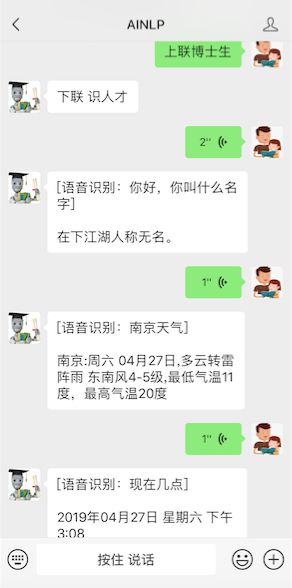 AINLP
上联博士生
下联 识人才
2"
[语音识别：你好，你叫什么名
字]
在下江湖人称无名。
1"
[语音识别：南京天气]
南京:周六 04月27日,多云转雷
阵雨 东南风4-5级,最低气温11
度，最高气温20度
1"
[语音识别：现在几点]
2019年04月27日 星期六 下午
3:08
按住 说话